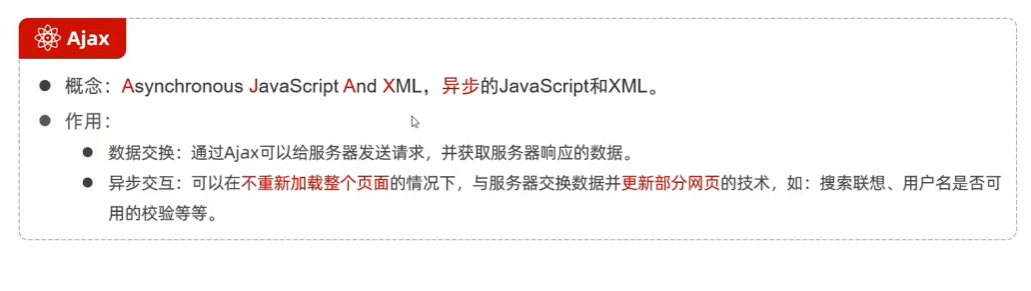 Ajax
概念：Asynchronous JavaScript And XML，异步的JavaScript和XML。
作用：
数据交换：通过Ajax可以给服务器发送请求，并获取服务器响应的数据。
异步交互：可以在不重新加载整个页面的情况下，与服务器交换数据并更新部分网页的技术，如：搜索联想、用户名是否可
用的校验等等。